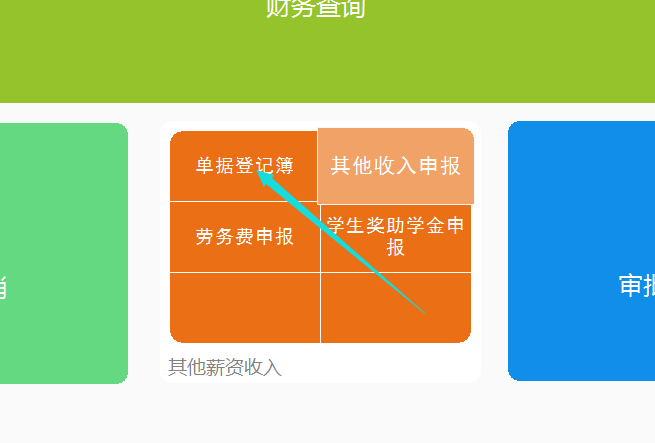 财务查询
单据登记簿
其他收入申报
劳务费申报
学生奖助学金申
报
审
其他薪资收入